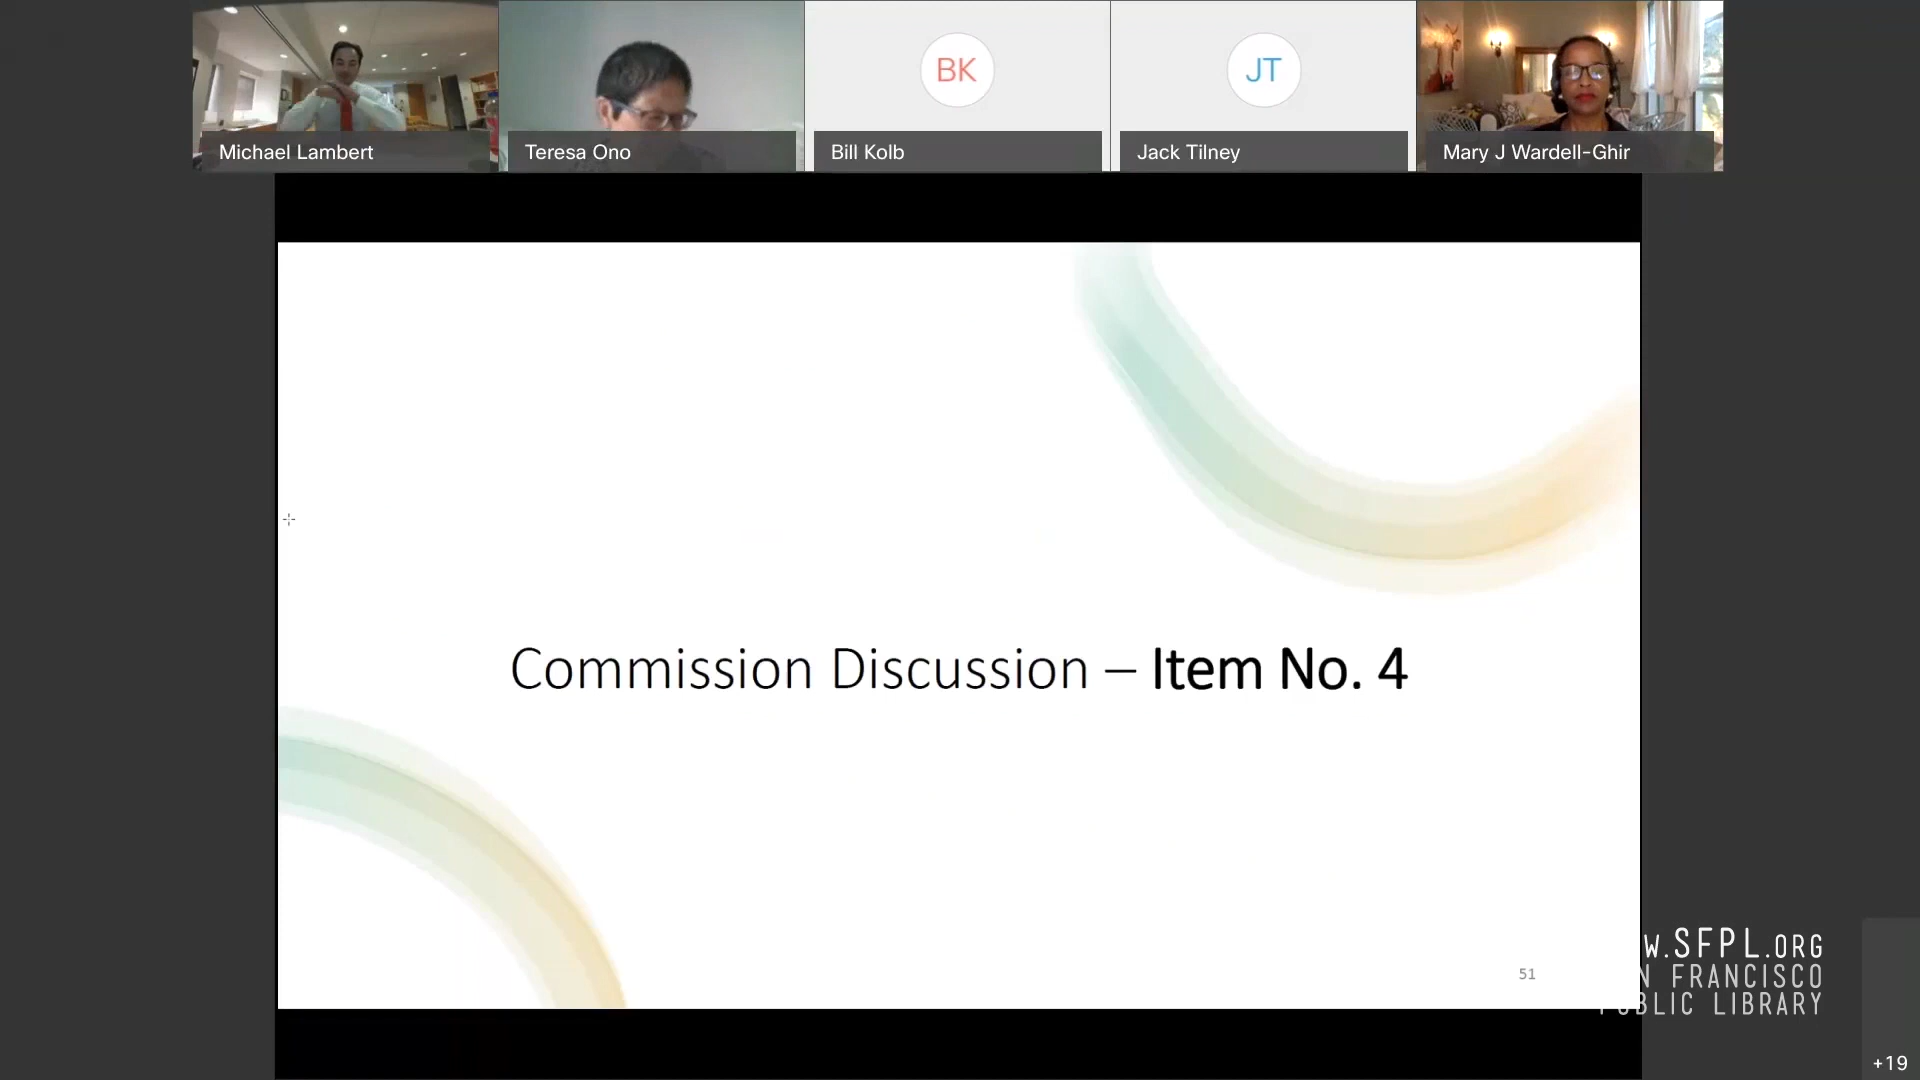 BK
JT
Michael Lambert
Teresa Ono
Bill Kolb
Jack Tilney
Mary J Wardell-Ghir
Commission Discussion – Item No. 4
51
W.SFPL.ORG
N FRANCISCO
PUBLIC LIBRARY
+19